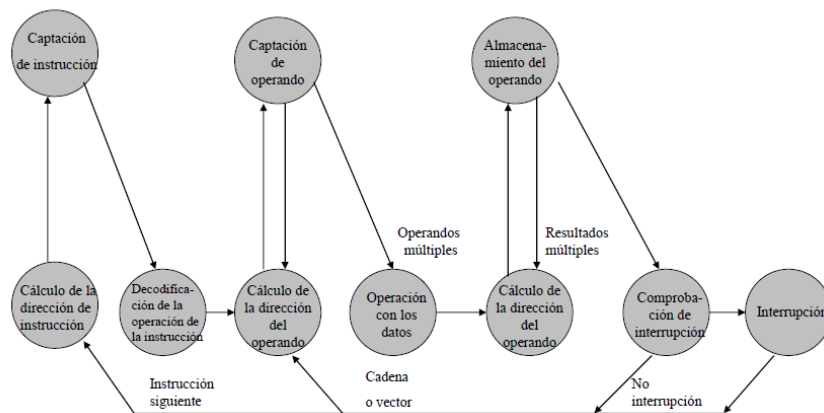 Captación
de instrucción
Captación
de
operando
Almacena-
miento del
operando
Operandos
múltiples
Resultados
múltiples
Cálculo de la
dirección de
instrucción
Decodifica-
ción de la
operación de
la instrucción
Cálculo de
la dirección
del
operando
Operación
con los
datos
Cálculo de
la dirección
del
operando
Comproba-
ción de
interrupción
Interrupción
Instrucción
siguiente
Cadena
o vector
No
interrupción